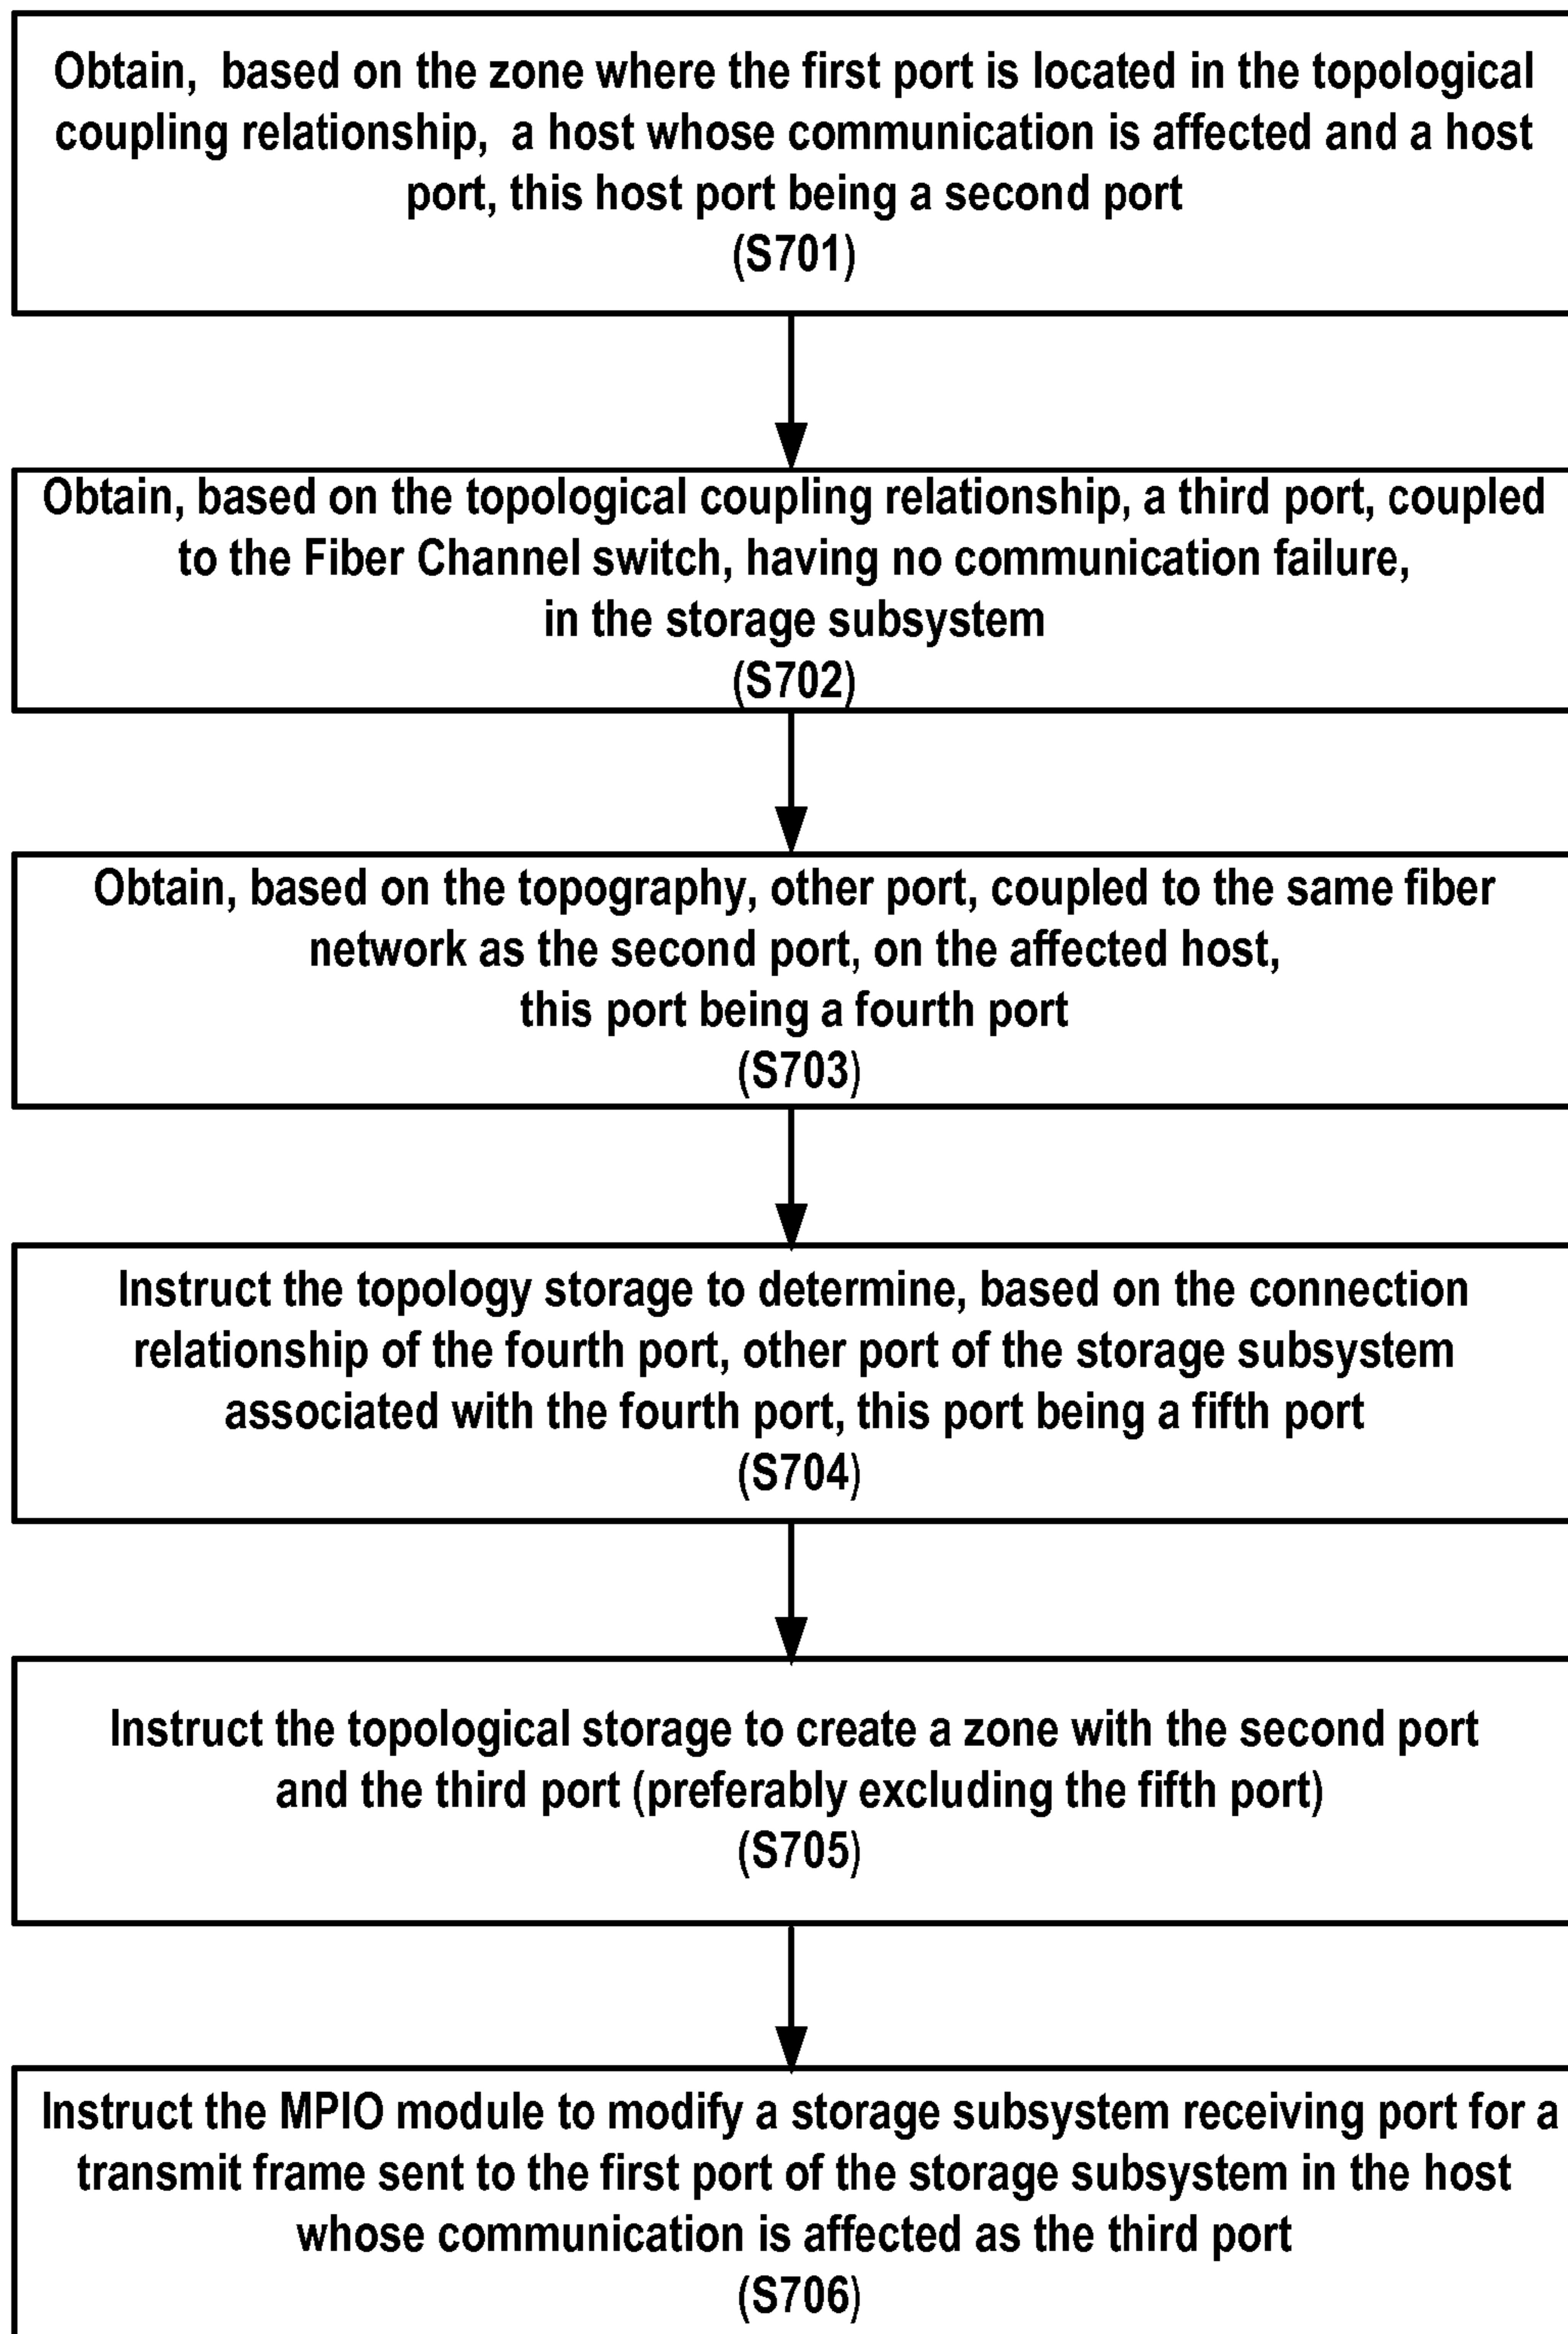 Obtain, based on the zone where the first port is located in the topological
coupling relationship, a host whose communication is affected and a host
port, this host port being a second port
(S701)
Obtain, based on the topological coupling relationship, a third port, coupled
to the Fiber Channel switch, having no communication failure,
in the storage subsystem
(S702)
Obtain, based on the topography, other port, coupled to the same fiber
network as the second port, on the affected host,
this port being a fourth port
(S703)
Instruct the topology storage to determine, based on the connection
relationship of the fourth port, other port of the storage subsystem
associated with the fourth port, this port being a fifth port
(S704)
Instruct the topological storage to create a zone with the second port
and the third port (preferably excluding the fifth port)
(S705)
Instruct the MPIO module to modify a storage subsystem receiving port for a
transmit frame sent to the first port of the storage subsystem in the host
whose communication is affected as the third port
(S706)